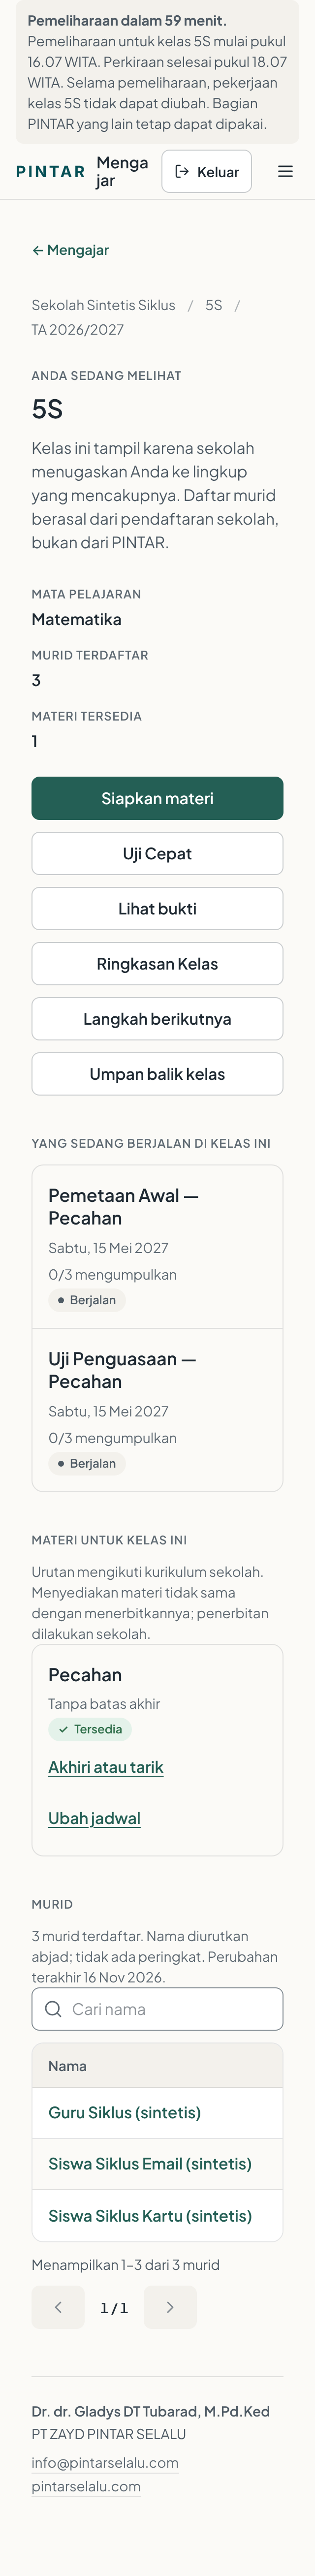 Pemeliharaan dalam 59 menit.
Pemeliharaan untuk kelas 5S mulai pukul
16.07 WITA. Perkiraan selesai pukul 18.07
WITA. Selama pemeliharaan, pekerjaan
kelas 5S tidak dapat diubah. Bagian
PINTAR yang lain tetap dapat dipakai.
PINTAR
Menga
jar
Keluar
← Mengajar
Sekolah Sintetis Siklus / 5S /
TA 2026/2027
ANDA SEDANG MELIHAT
5S
Kelas ini tampil karena sekolah
menugaskan Anda ke lingkup
yang mencakupnya. Daftar murid
berasal dari pendaftaran sekolah,
bukan dari PINTAR.
MATA PELAJARAN
Matematika
MURID TERDAFTAR
3
MATERI TERSEDIA
1
Siapkan materi
Uji Cepat
Lihat bukti
Ringkasan Kelas
Langkah berikutnya
Umpan balik kelas
YANG SEDANG BERJALAN DI KELAS INI
Pemetaan Awal —
Pecahan
Sabtu, 15 Mei 2027
0/3 mengumpulkan
Berjalan
Uji Penguasaan —
Pecahan
Sabtu, 15 Mei 2027
0/3 mengumpulkan
Berjalan
MATERI UNTUK KELAS INI
Urutan mengikuti kurikulum sekolah.
Menyediakan materi tidak sama
dengan menerbitkannya; penerbitan
dilakukan sekolah.
Pecahan
Tanpa batas akhir
Tersedia
Akhiri atau tarik
Ubah jadwal
MURID
3 murid terdaftar. Nama diurutkan
abjad; tidak ada peringkat. Perubahan
terakhir 16 Nov 2026.
Cari nama
Nama
Guru Siklus (sintetis)
Siswa Siklus Email (sintetis)
Siswa Siklus Kartu (sintetis)
Menampilkan 1–3 dari 3 murid
1/1
Dr. dr. Gladys DT Tubarad, M.Pd.Ked
PT ZAYD PINTAR SELALU
info@pintarselalu.com
pintarselalu.com